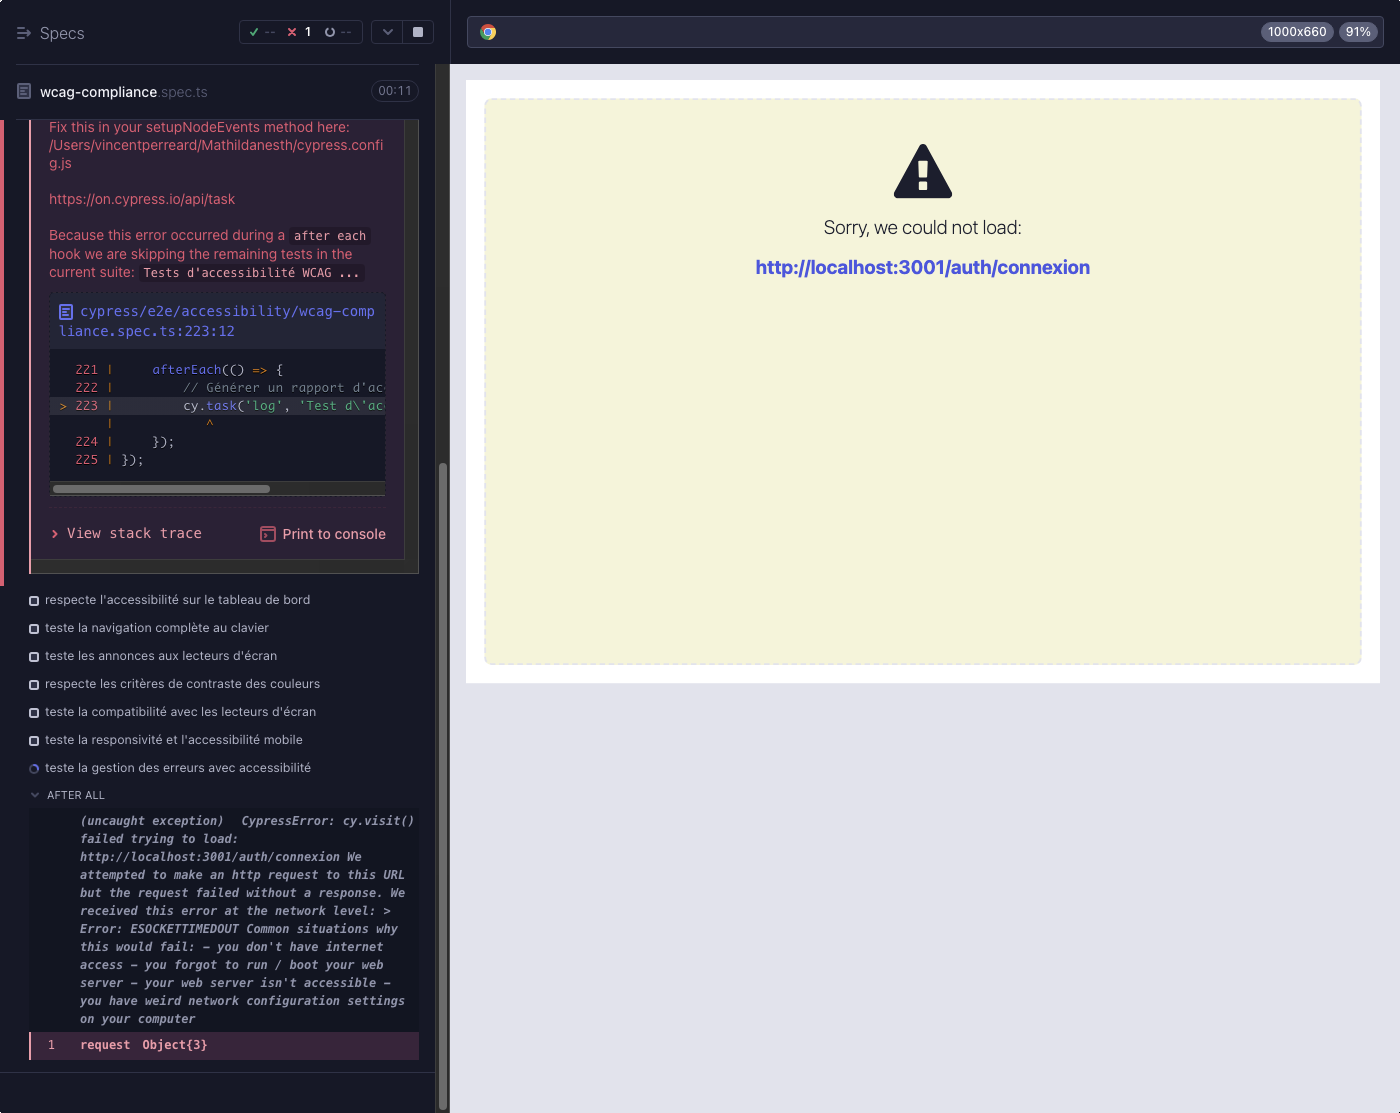 Specs
-- 1 --
1000x660 91%
wcag-compliance.spec.ts 00:11
Fix this in your setupNodeEvents method here:
/Users/vincentperreard/Mathildanesth/cypress.confi
g.js
https://on.cypress.io/api/task
Because this error occurred during a after each
hook we are skipping the remaining tests in the
current suite: Tests d'accessibilité WCAG ...
cypress/e2e/accessibility/wcag-comp
liance.spec.ts:223:12
221 | afterEach(() => {
222 | // Générer un rapport d'ac
> 223 | cy.task('log', 'Test d\'ac
| ^
224 | });
225 | });
View stack trace
Print to console
respecte l'accessibilité sur le tableau de bord
teste la navigation complète au clavier
teste les annonces aux lecteurs d'écran
respecte les critères de contraste des couleurs
teste la compatibilité avec les lecteurs d'écran
teste la responsivité et l'accessibilité mobile
teste la gestion des erreurs avec accessibilité
AFTER ALL
(uncaught exception) CypressError: cy.visit()
failed trying to load:
http://localhost:3001/auth/connexion We
attempted to make an http request to this URL
but the request failed without a response. We
received this error at the network level: >
Error: ESOCKETTIMEDOUT Common situations why
this would fail: - you don't have internet
access - you forgot to run / boot your web
server - your web server isn't accessible -
you have weird network configuration settings
on your computer
1 request Object{3}
Sorry, we could not load:
http://localhost:3001/auth/connexion